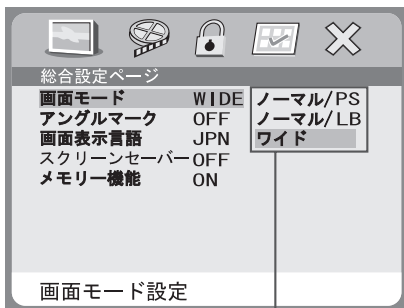 総合設定ページ
画面モード WIDE ノーマル/PS
アングルマーク OFF ノーマル/LB
画面表示言語 JPN ワイド
スクリーンセーバー OFF
メモリー機能 ON
画面モード設定